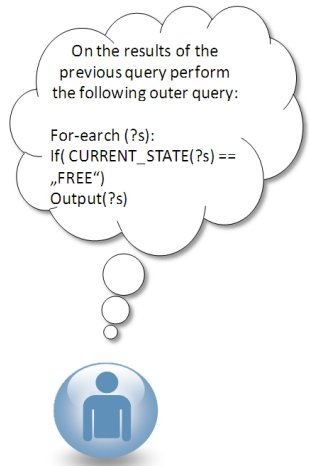 On the results of the
previous query perform
the following outer query:
For-earch (?s):
If( CURRENT_STATE(?s) ==
„FREE“)
Output(?s)